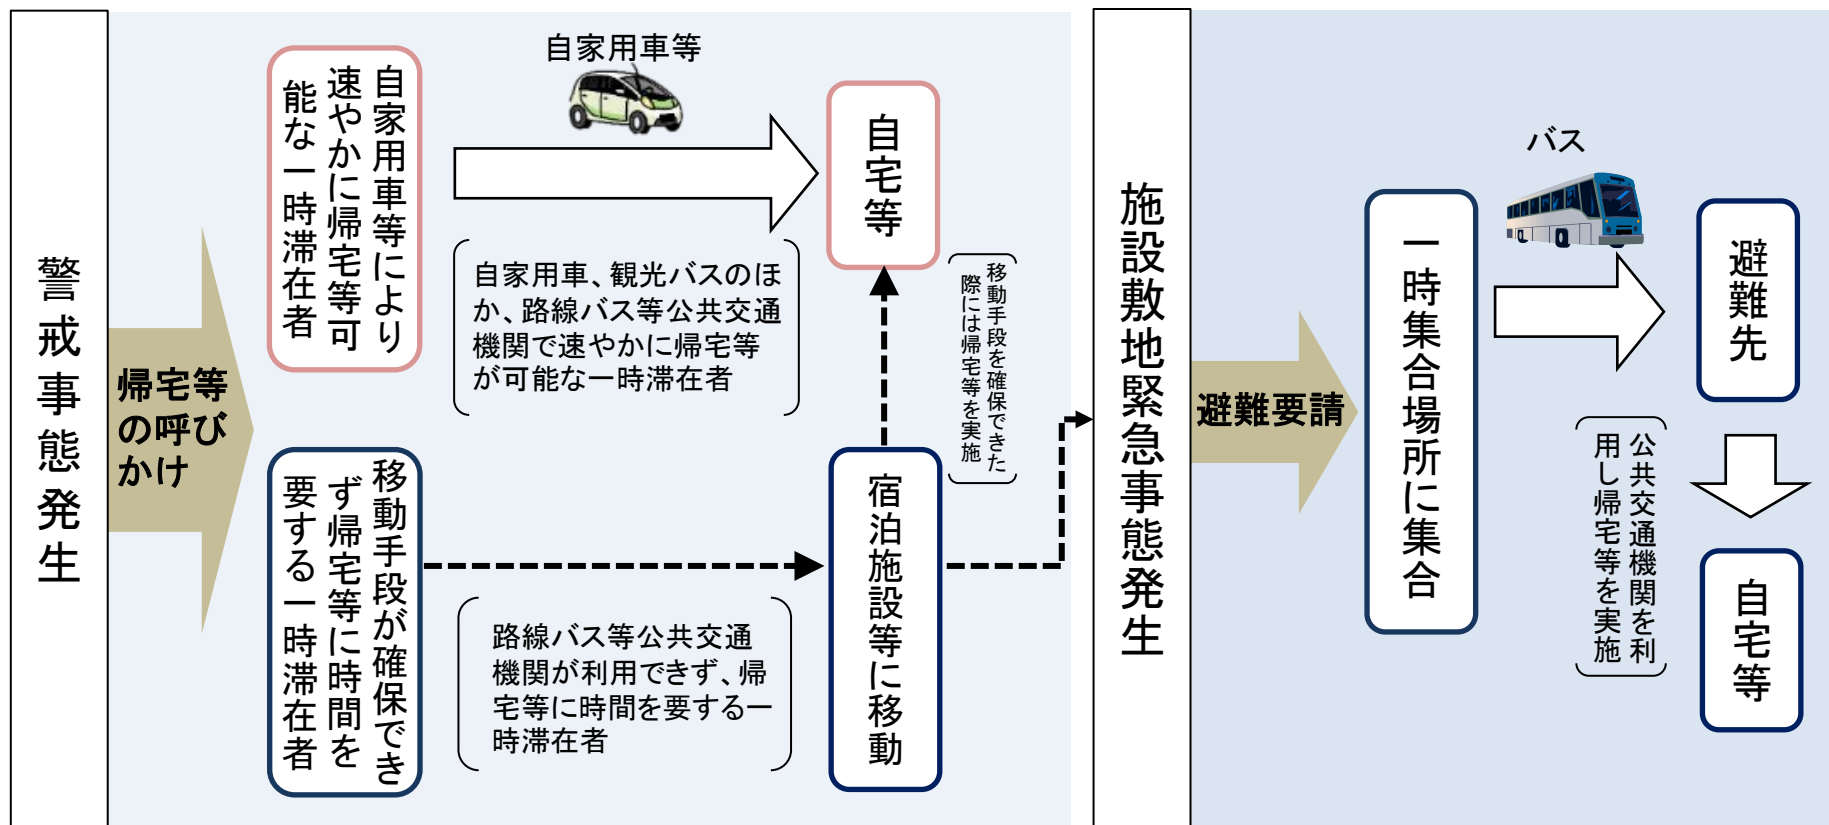 警戒事態発生
帰宅等
の呼び
かけ
自家用車等により
速やかに帰宅等可
能な一時滞在者
自家用車等
自家用車、観光バスのほ
か、路線バス等公共交通
機関で速やかに帰宅等
が可能な一時滞在者
自宅等
移動手段を確保できた
際には帰宅等を実施
移動手段が確保でき
ず帰宅等に時間を
要する一時滞在者
路線バス等公共交通
機関が利用できず、帰
宅等に時間を要する一
時滞在者
宿泊施設等に移動
施設敷地緊急事態発生
避難要請
一時集合場所に集合
バス
避難先
公共交通機関を利
用し帰宅等を実施
自宅等